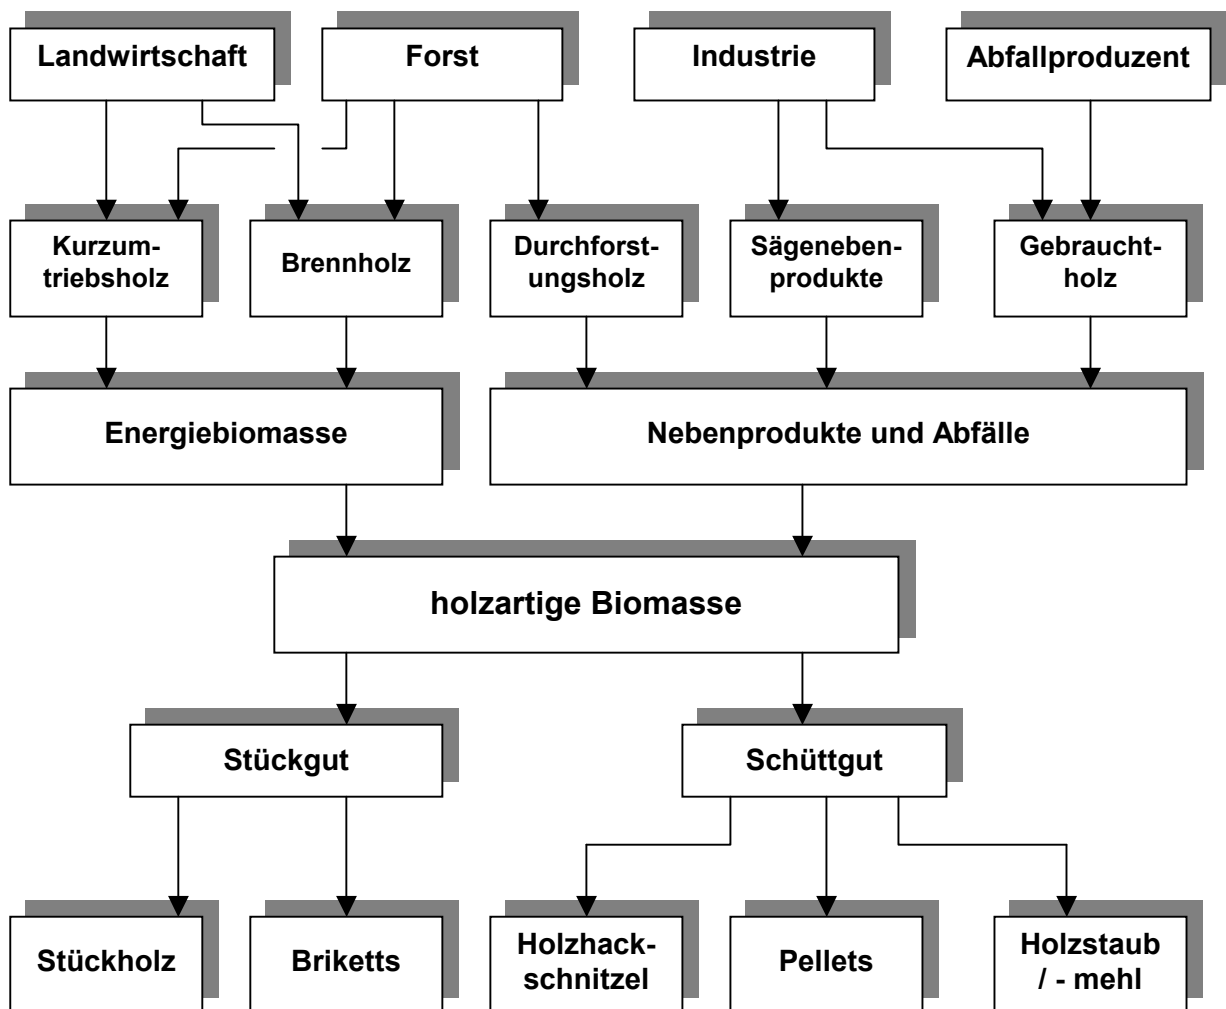 Landwirtschaft
Forst
Industrie
Abfallproduzent
Kurzum-
triebsholz
Brennholz
Durchforst-
ungsholz
Sägeneben-
produkte
Gebraucht-
holz
Energiebiomasse
Nebenprodukte und Abfälle
holzartige Biomasse
Stückgut
Schüttgut
Stückholz
Briketts
Holzhack-
schnitzel
Pellets
Holzstaub
/ - mehl